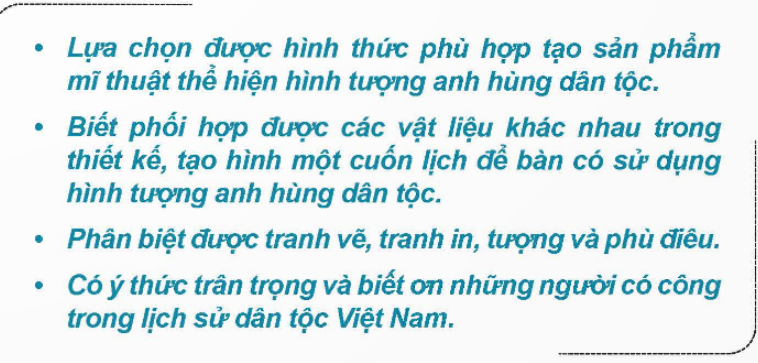 • Lựa chọn được hình thức phù hợp tạo sản phẩm
mĩ thuật thể hiện hình tượng anh hùng dân tộc.
• Biết phối hợp được các vật liệu khác nhau trong
thiết kế, tạo hình một cuốn lịch để bàn có sử dụng
hình tượng anh hùng dân tộc.
• Phân biệt được tranh vẽ, tranh in, tượng và phù điêu.
• Có ý thức trân trọng và biết ơn những người có công
trong lịch sử dân tộc Việt Nam.